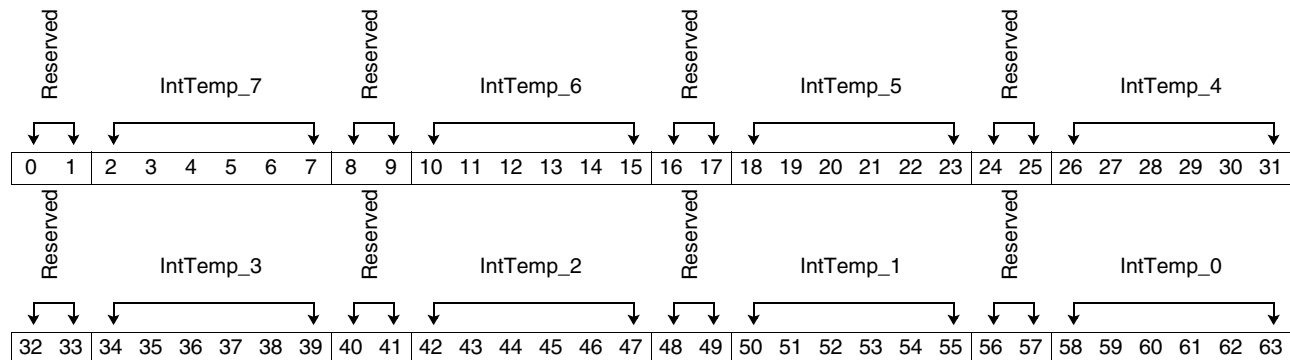 Reserved IntTemp_7 Reserved IntTemp_6 Reserved IntTemp_5 Reserved IntTemp_4
0 1 2 3 4 5 6 7 8 9 10 11 12 13 14 15 16 17 18 19 20 21 22 23 24 25 26 27 28 29 30 31
Reserved IntTemp_3 Reserved IntTemp_2 Reserved IntTemp_1 Reserved IntTemp_0
32 33 34 35 36 37 38 39 40 41 42 43 44 45 46 47 48 49 50 51 52 53 54 55 56 57 58 59 60 61 62 63